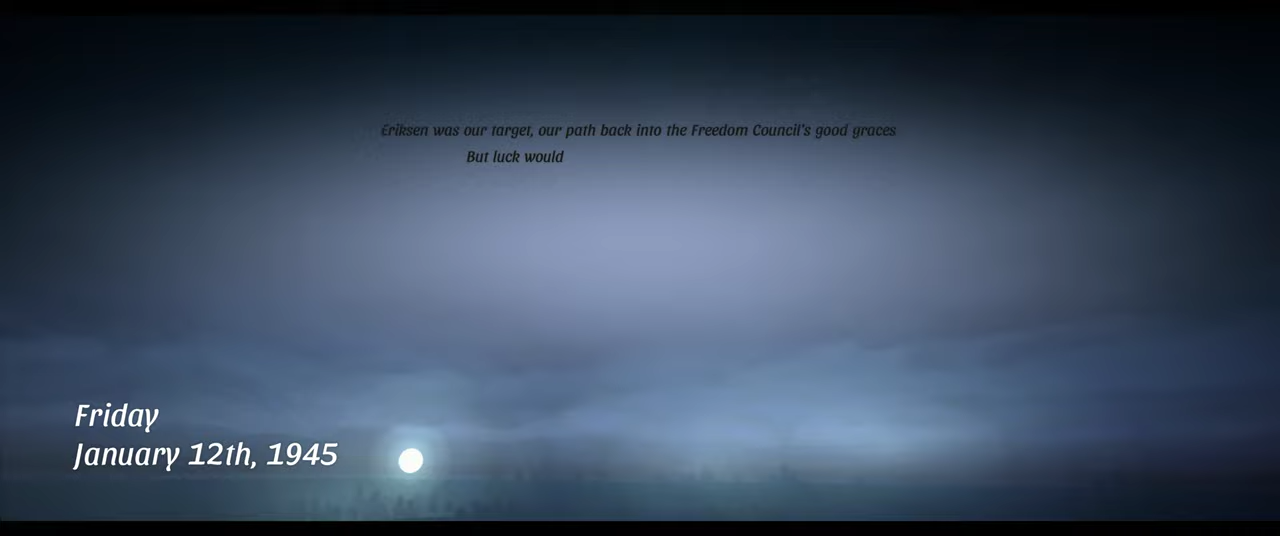 Eriksen was our target, our path back into the Freedom Council's good graces
But luck would
Friday
January 12th, 1945